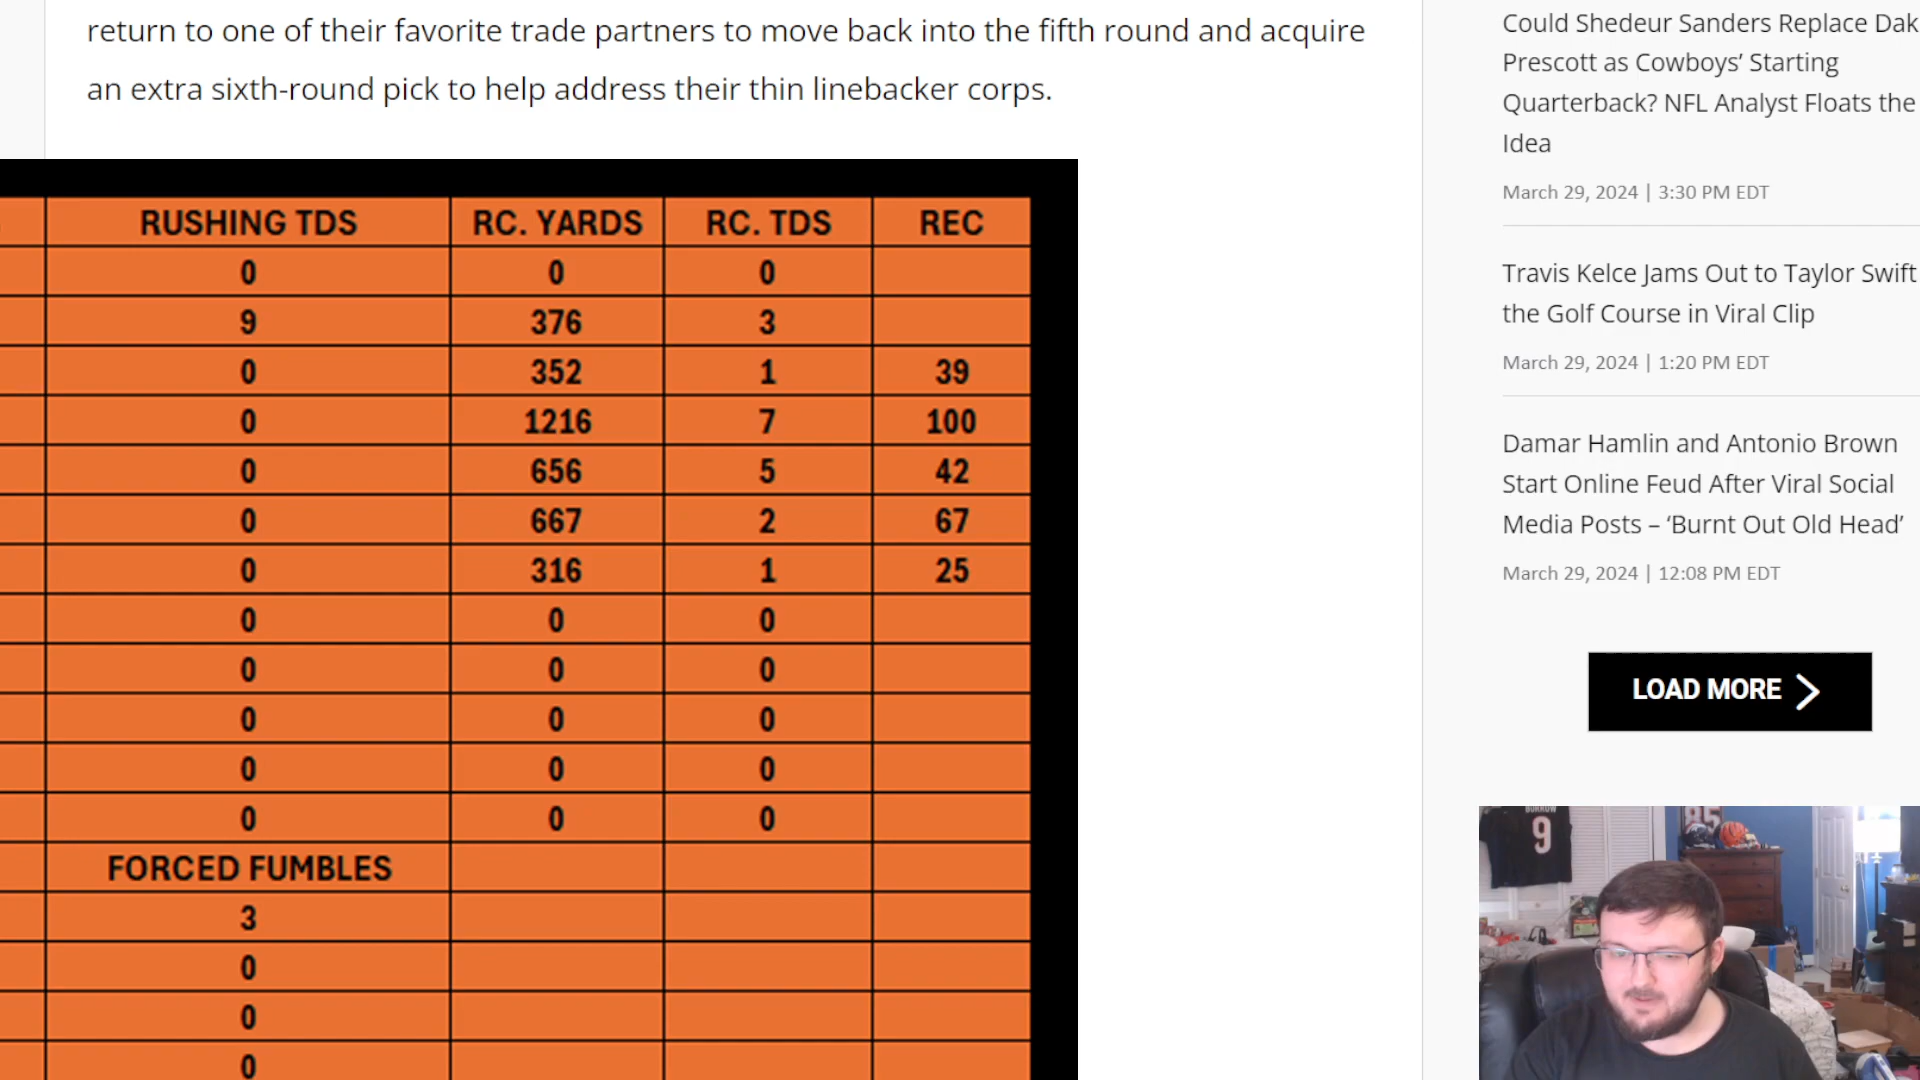 return to one of their favorite trade partners to move back into the fifth round and acquire
an extra sixth-round pick to help address their thin linebacker corps.
RUSHING TDS RC. YARDS RC. TDS REC
0 0 0
9 376 3
0 352 1 39
0 1216 7 100
0 656 5 42
0 667 2 67
0 316 1 25
0 0 0
0 0 0
0 0 0
0 0 0
0 0 0
FORCED FUMBLES
3
0
0
0
Could Shedeur Sanders Replace Dak
Prescott as Cowboys’ Starting
Quarterback? NFL Analyst Floats the
Idea
March 29, 2024 | 3:30 PM EDT
Travis Kelce Jams Out to Taylor Swift
the Golf Course in Viral Clip
March 29, 2024 | 1:20 PM EDT
Damar Hamlin and Antonio Brown
Start Online Feud After Viral Social
Media Posts – ‘Burnt Out Old Head’
March 29, 2024 | 12:08 PM EDT
LOAD MORE
BURROW
9
85